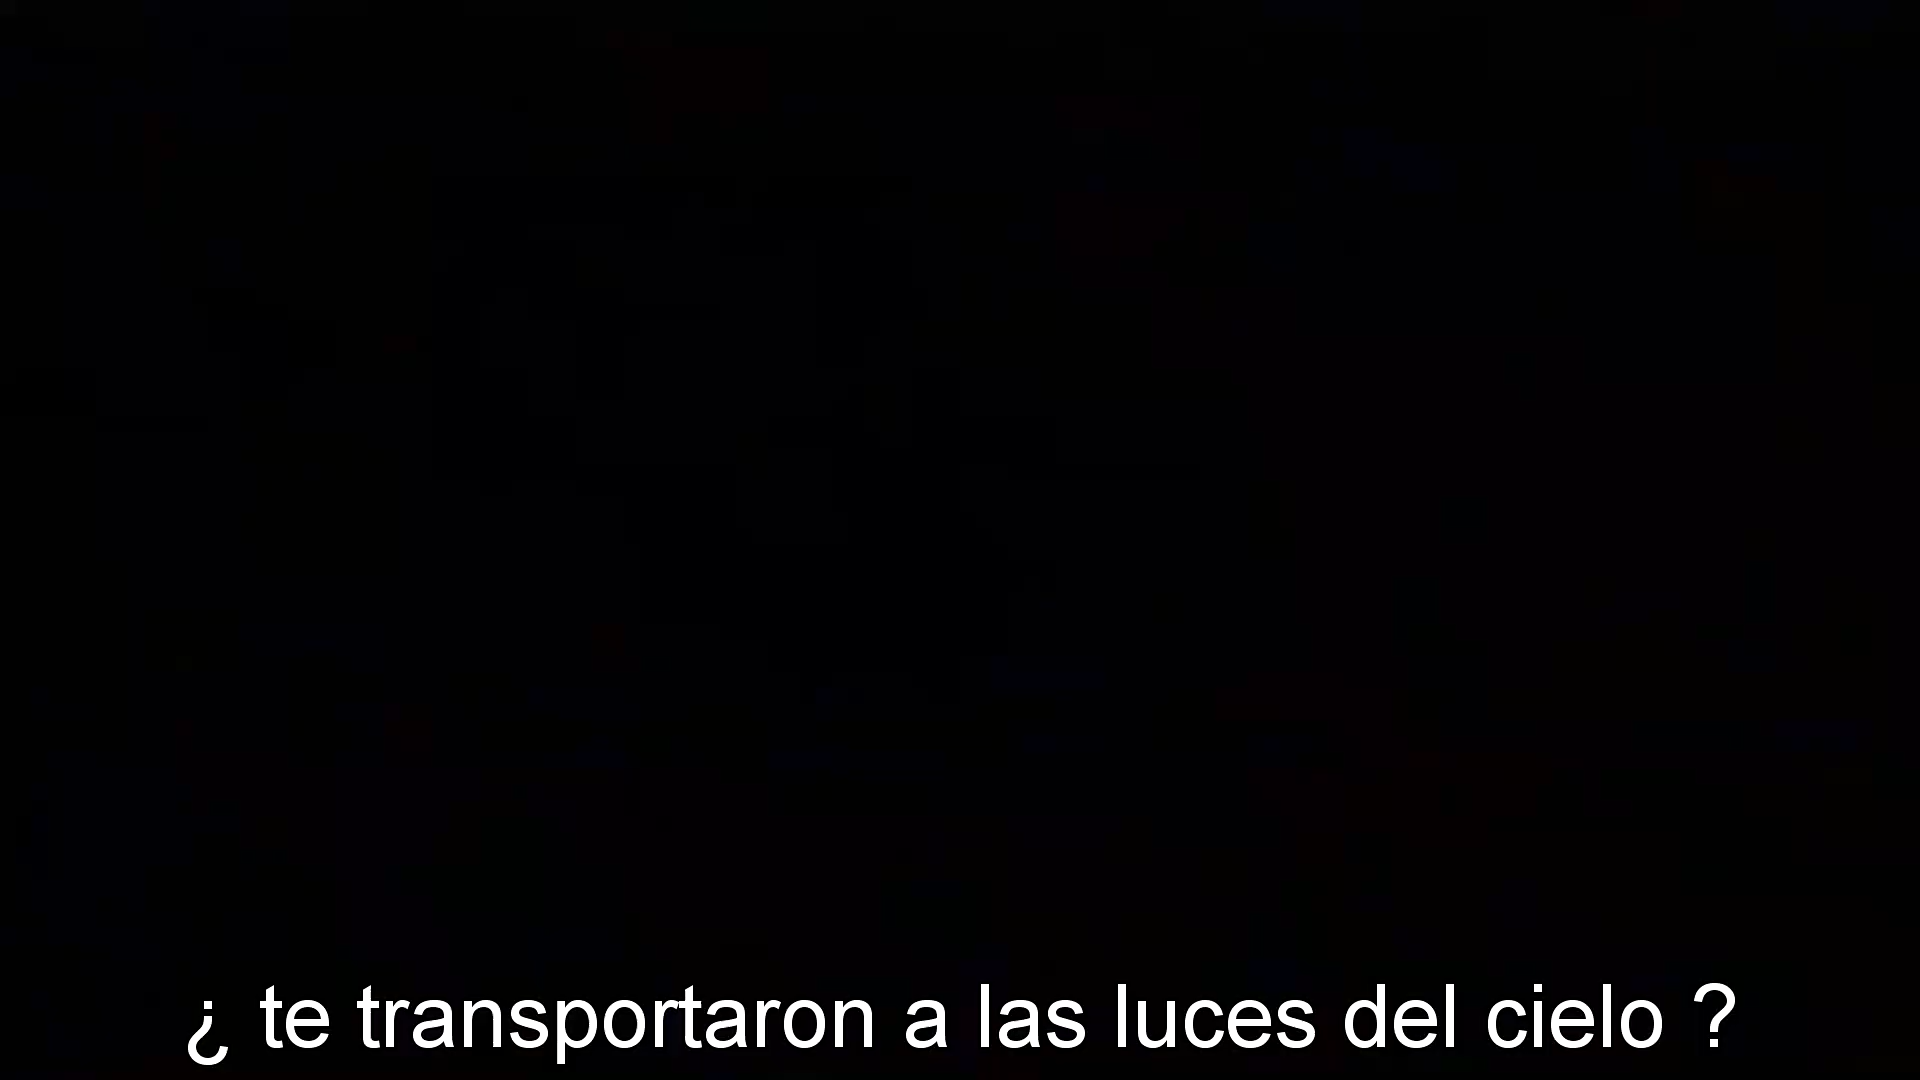 ¿ te transportaron a las luces del cielo ?